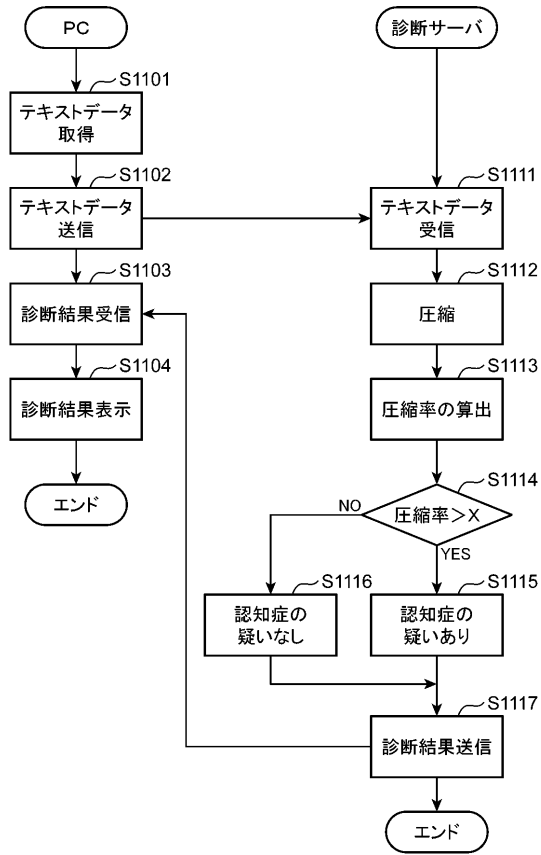 PC
S1101
テキストデータ
取得
S1102
テキストデータ
送信
S1103
診断結果受信
S1104
診断結果表示
エンド
診断サーバ
S1111
テキストデータ
受信
S1112
圧縮
S1113
圧縮率の算出
S1114
圧縮率>X
NO
YES
S1116
認知症の
疑いなし
S1115
認知症の
疑いあり
S1117
診断結果送信
エンド